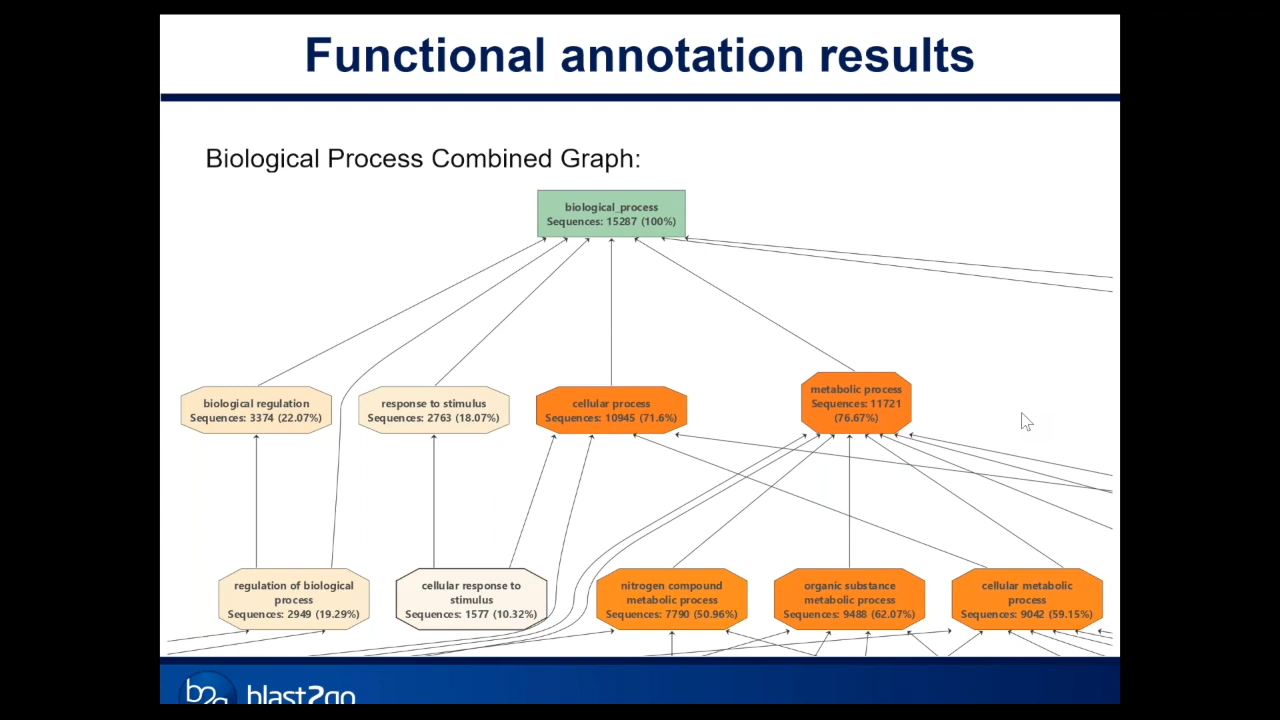 Functional annotation results
Biological Process Combined Graph:
biological_process
Sequences: 15287 (100%)
biological regulation
Sequences: 3374 (22.07%)
response to stimulus
Sequences: 2763 (18.07%)
cellular process
Sequences: 10945 (71.6%)
metabolic process
Sequences: 11721
(76.67%)
regulation of biological
process
Sequences: 2949 (19.29%)
cellular response to
stimulus
Sequences: 1577 (10.32%)
nitrogen compound
metabolic process
Sequences: 7790 (50.96%)
organic substance
metabolic process
Sequences: 9488 (62.07%)
cellular metabolic
process
Sequences: 9042 (59.15%)
b2g blast2go